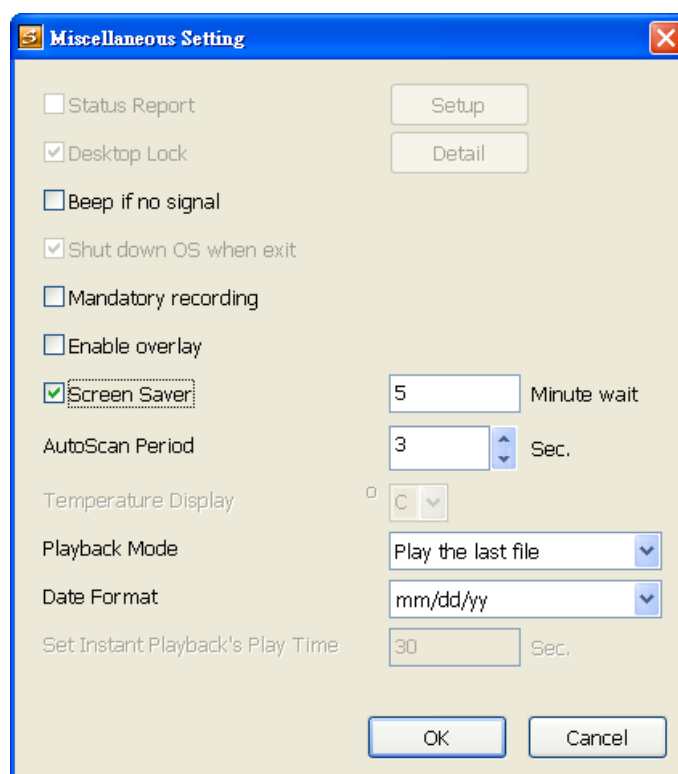 Miscellaneous Setting
Status Report Setup
Desktop Lock Detail
Beep if no signal
Shut down OS when exit
Mandatory recording
Enable overlay
Screen Saver 5 Minute wait
AutoScan Period 3 Sec.
Temperature Display ° C
Playback Mode Play the last file
Date Format mm/dd/yy
Set Instant Playback's Play Time 30 Sec.
OK Cancel